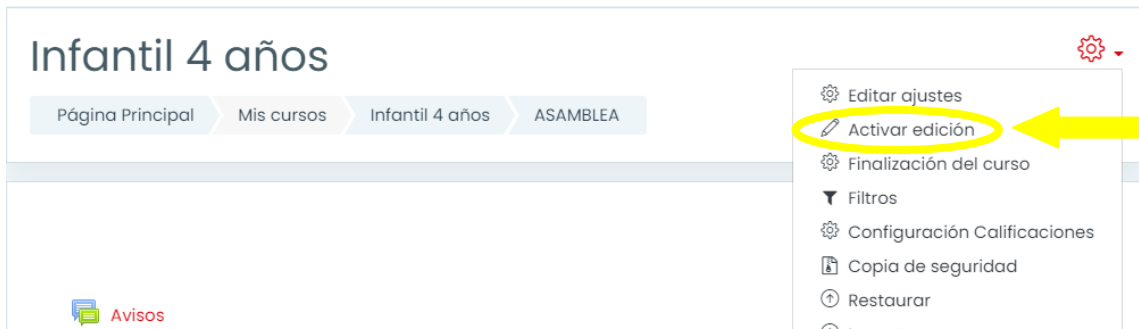 Infantil 4 años
Página Principal Mis cursos Infantil 4 años ASAMBLEA
Editar ajustes
Activar edición
Finalización del curso
Filtros
Configuración Calificaciones
Copia de seguridad
Restaurar
Avisos